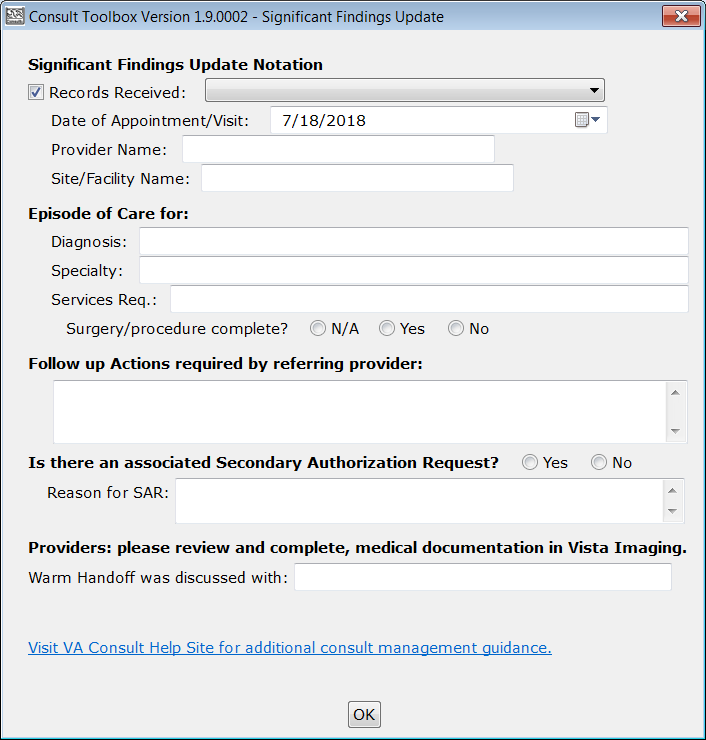 Consult Toolbox Version 1.9.0002 - Significant Findings Update
Significant Findings Update Notation
Records Received:
Date of Appointment/Visit: 7/18/2018
Provider Name:
Site/Facility Name:
Episode of Care for:
Diagnosis:
Specialty:
Services Req.:
Surgery/procedure complete? N/A Yes No
Follow up Actions required by referring provider:
Is there an associated Secondary Authorization Request? Yes No
Reason for SAR:
Providers: please review and complete, medical documentation in Vista Imaging.
Warm Handoff was discussed with:
Visit VA Consult Help Site for additional consult management guidance.
OK